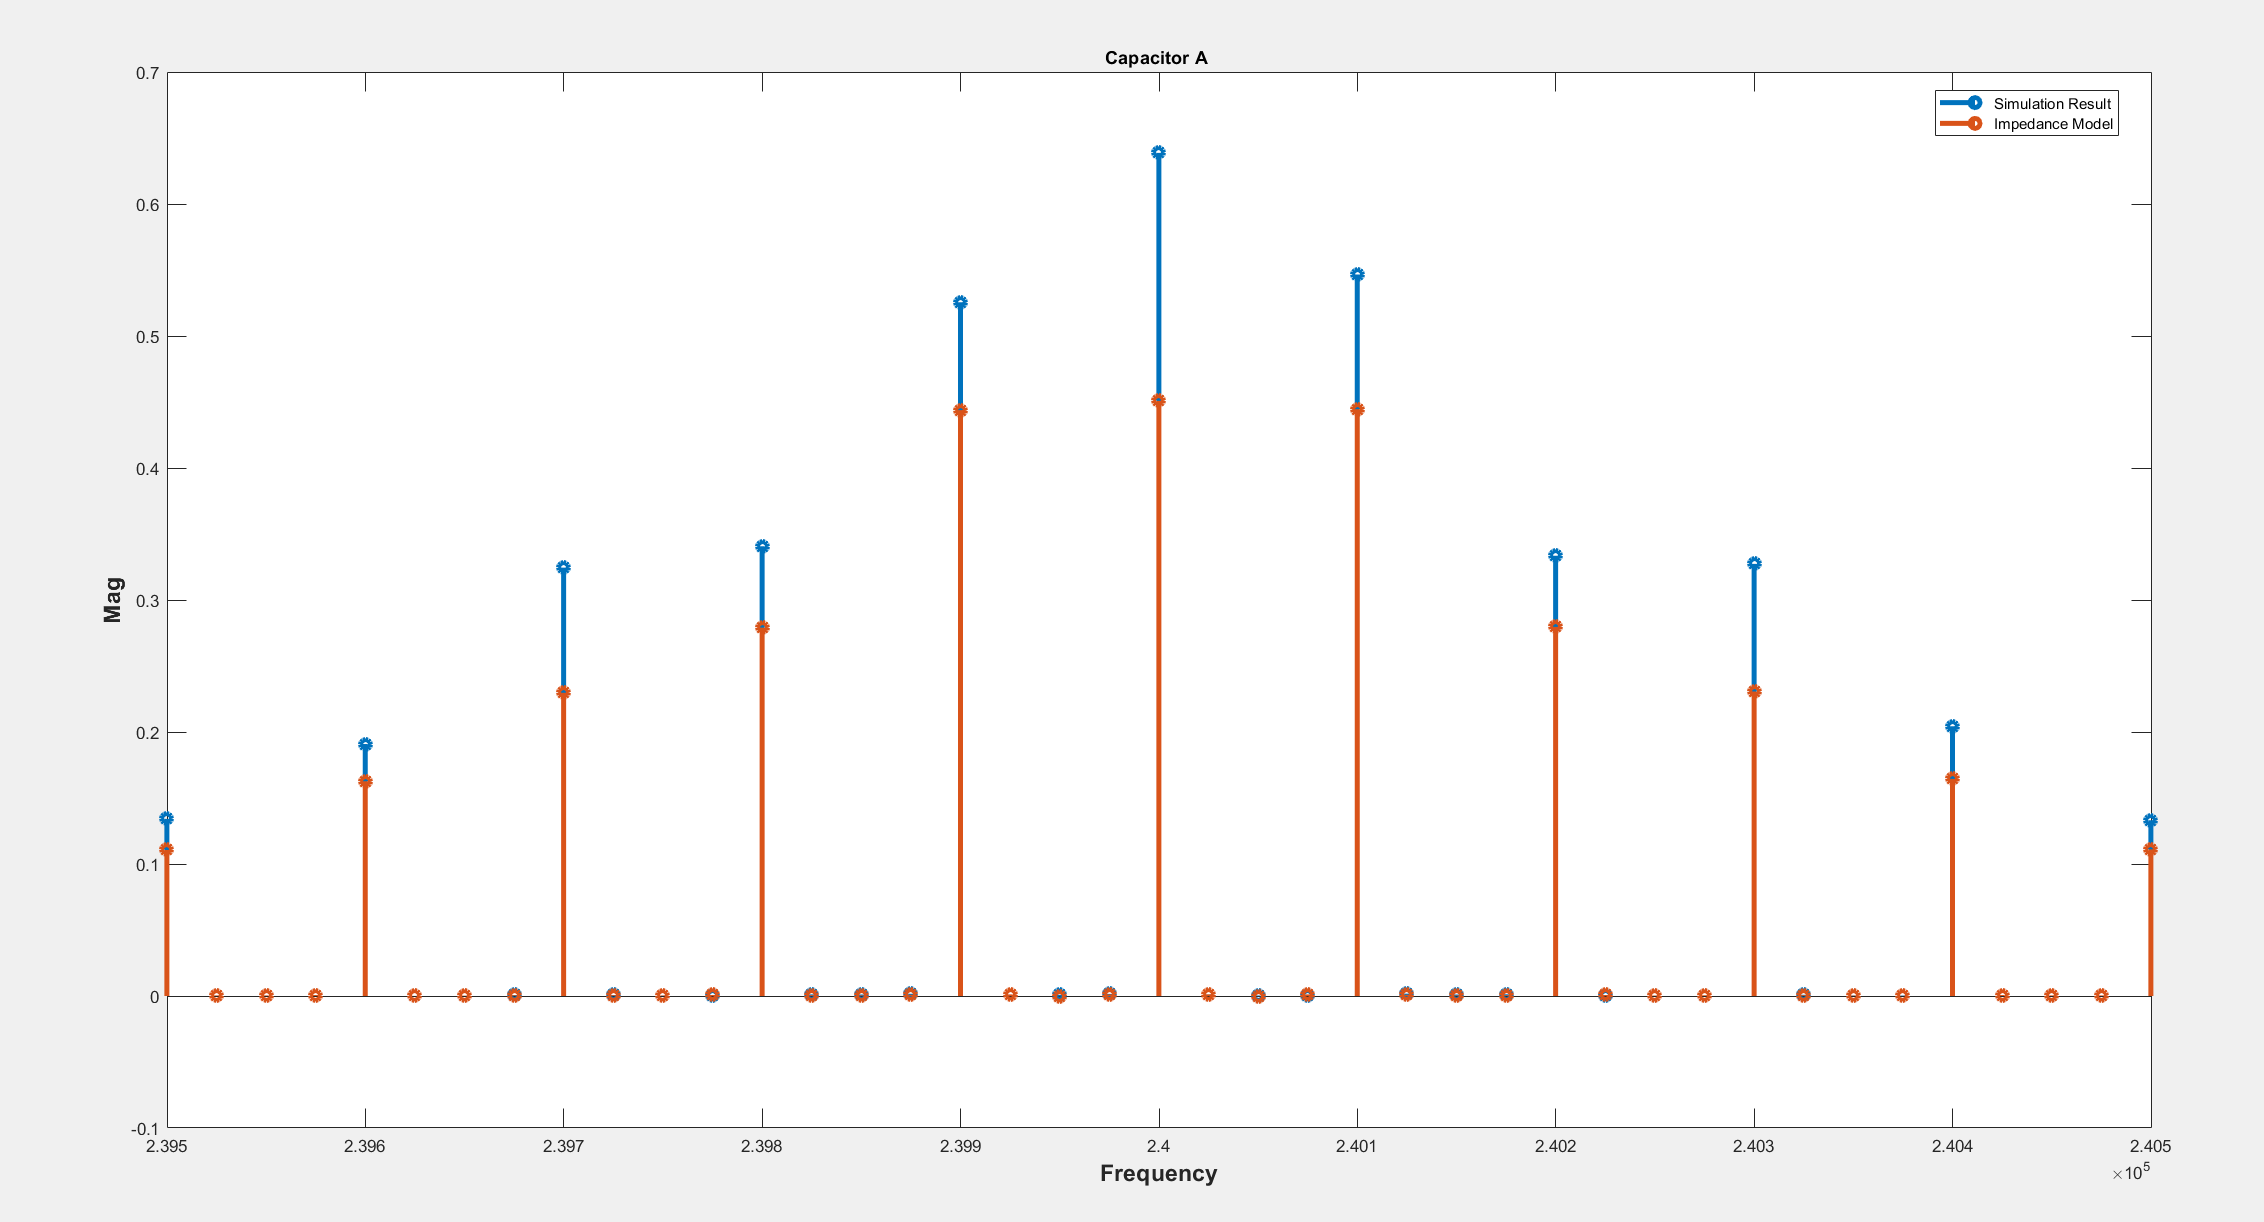 Capacitor A
Simulation Result
Impedance Model
Mag
0.7
0.6
0.5
0.4
0.3
0.2
0.1
0
-0.1
2.395 2.396 2.397 2.398 2.399 2.4 2.401 2.402 2.403 2.404 2.405
×10⁵
Frequency